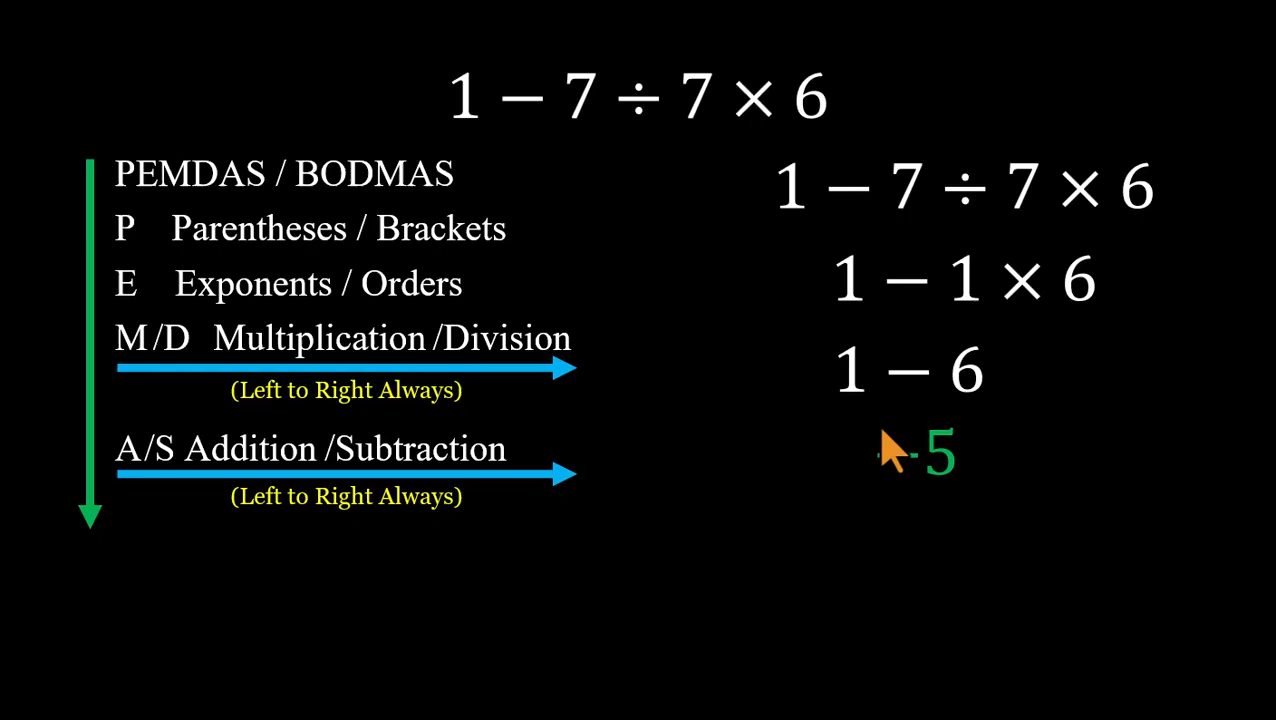 1 − 7 ÷ 7 × 6
PEMDAS / BODMAS
P Parentheses / Brackets
E Exponents / Orders
M/D Multiplication /Division
(Left to Right Always)
A/S Addition /Subtraction
(Left to Right Always)
1 − 7 ÷ 7 × 6
1 − 1 × 6
1 − 6
−5